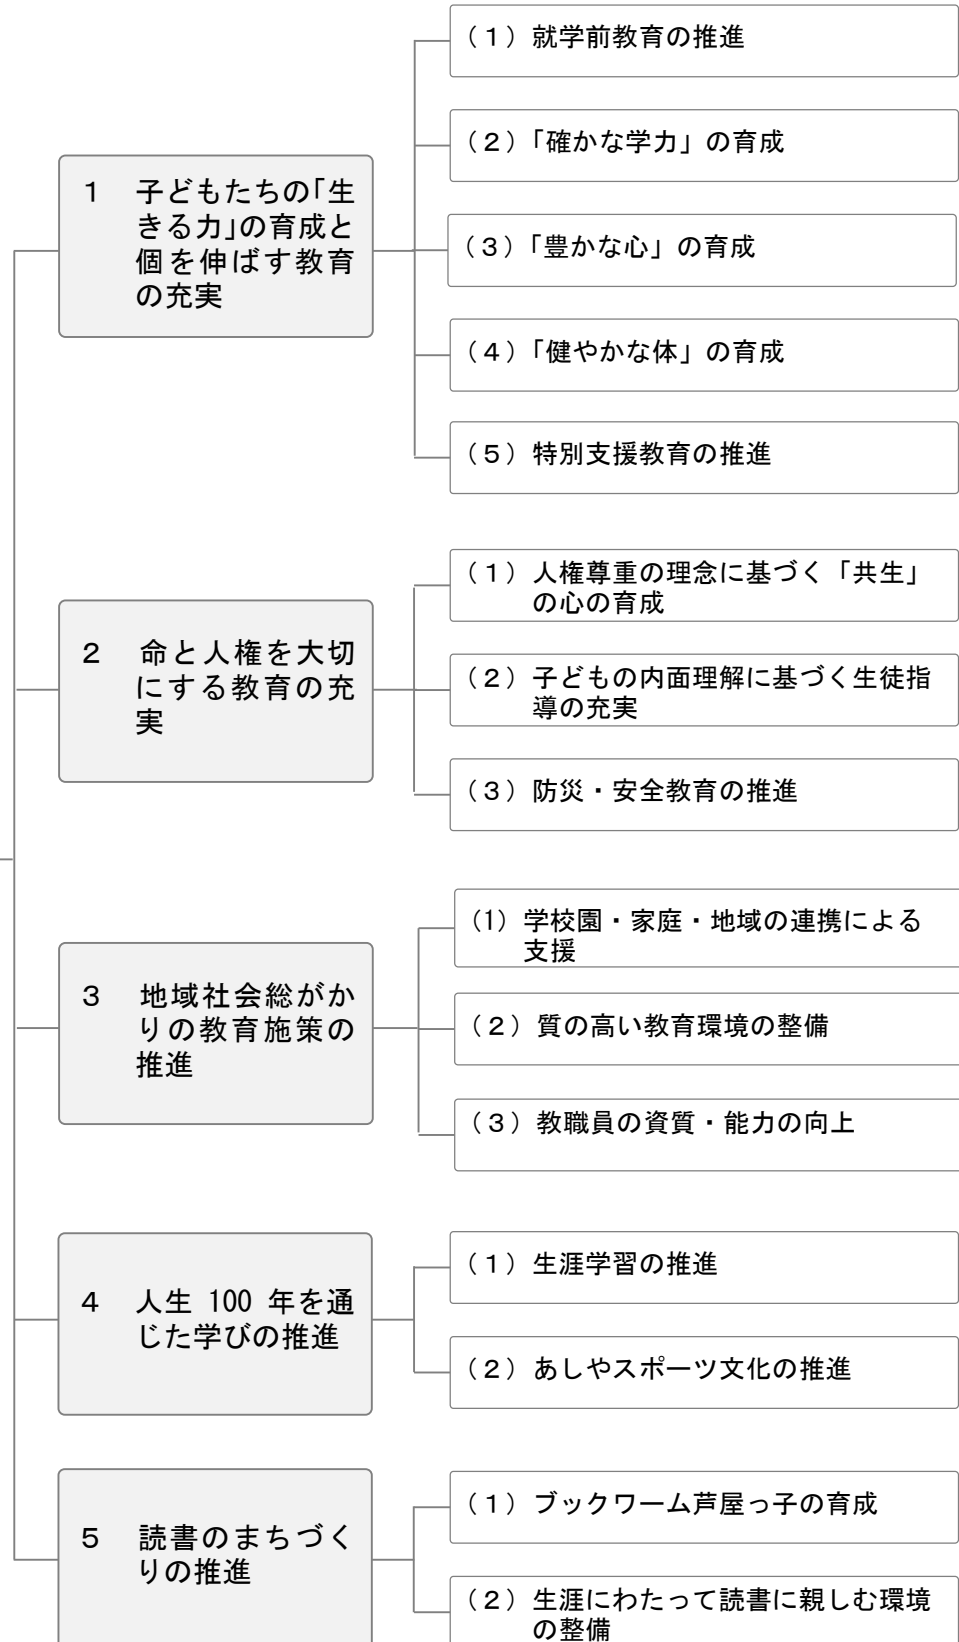 1 子どもたちの｢生
きる力｣の育成と
個を伸ばす教育
の充実
（１）就学前教育の推進
（２）｢確かな学力」の育成
（３）｢豊かな心」の育成
（４）｢健やかな体」の育成
（５）特別支援教育の推進
2 命と人権を大切
にする教育の充
実
（１）人権尊重の理念に基づく「共生」
の心の育成
（２）子どもの内面理解に基づく生徒指
導の充実
（３）防災・安全教育の推進
3 地域社会総がか
りの教育施策の
推進
(1) 学校園・家庭・地域の連携による
支援
（２）質の高い教育環境の整備
（３）教職員の資質・能力の向上
4 人生 100 年を通
じた学びの推進
（１）生涯学習の推進
（２）あしやスポーツ文化の推進
5 読書のまちづく
りの推進
（１）ブックワーム芦屋っ子の育成
（２）生涯にわたって読書に親しむ環境
の整備